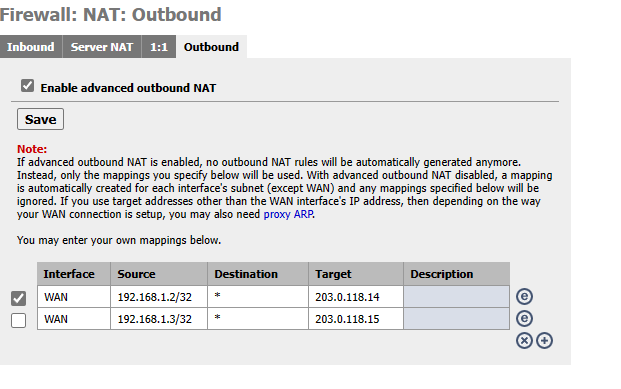 Firewall: NAT: Outbound
Inbound Server NAT 1:1 Outbound
Enable advanced outbound NAT
Save
Note:
If advanced outbound NAT is enabled, no outbound NAT rules will be automatically generated anymore.
Instead, only the mappings you specify below will be used. With advanced outbound NAT disabled, a mapping
is automatically created for each interface's subnet (except WAN) and any mappings specified below will be
ignored. If you use target addresses other than the WAN interface's IP address, then depending on the way
your WAN connection is setup, you may also need proxy ARP.
You may enter your own mappings below.
Interface Source Destination Target Description
WAN 192.168.1.2/32 * 203.0.118.14 e
WAN 192.168.1.3/32 * 203.0.118.15 e